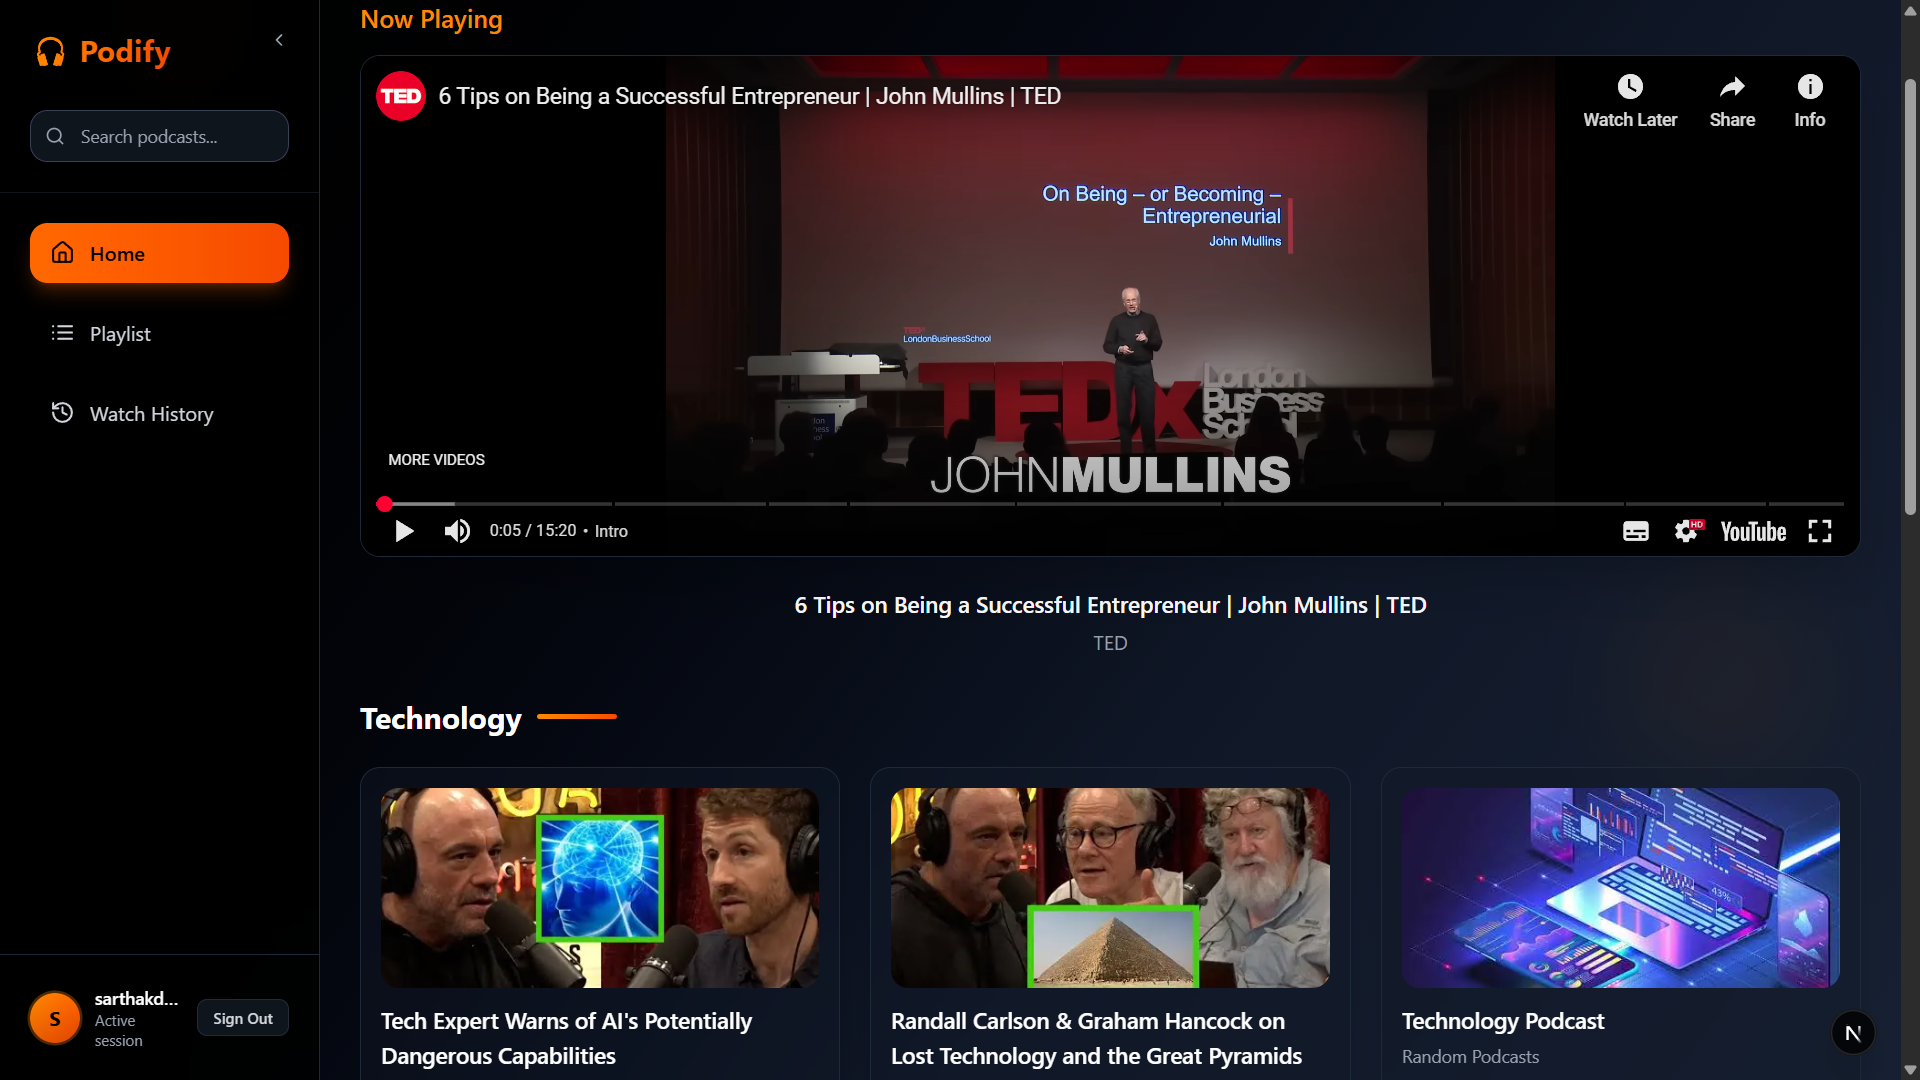 Podify
Search podcasts...
Home
Playlist
Watch History
sarthakd...
Active
session
Sign Out
Now Playing
TED
6 Tips on Being a Successful Entrepreneur | John Mullins | TED
Watch Later
Share
Info
On Being – or Becoming –
Entrepreneurial
John Mullins
LondonBusinessSchool
TEDx
London
Business
School
MORE VIDEOS
JOHNMULLINS
0:05 / 15:20 • Intro
HD
YouTube
6 Tips on Being a Successful Entrepreneur | John Mullins | TED
TED
Technology
Tech Expert Warns of AI's Potentially
Dangerous Capabilities
Randall Carlson & Graham Hancock on
Lost Technology and the Great Pyramids
43%
Technology Podcast
Random Podcasts
S
N